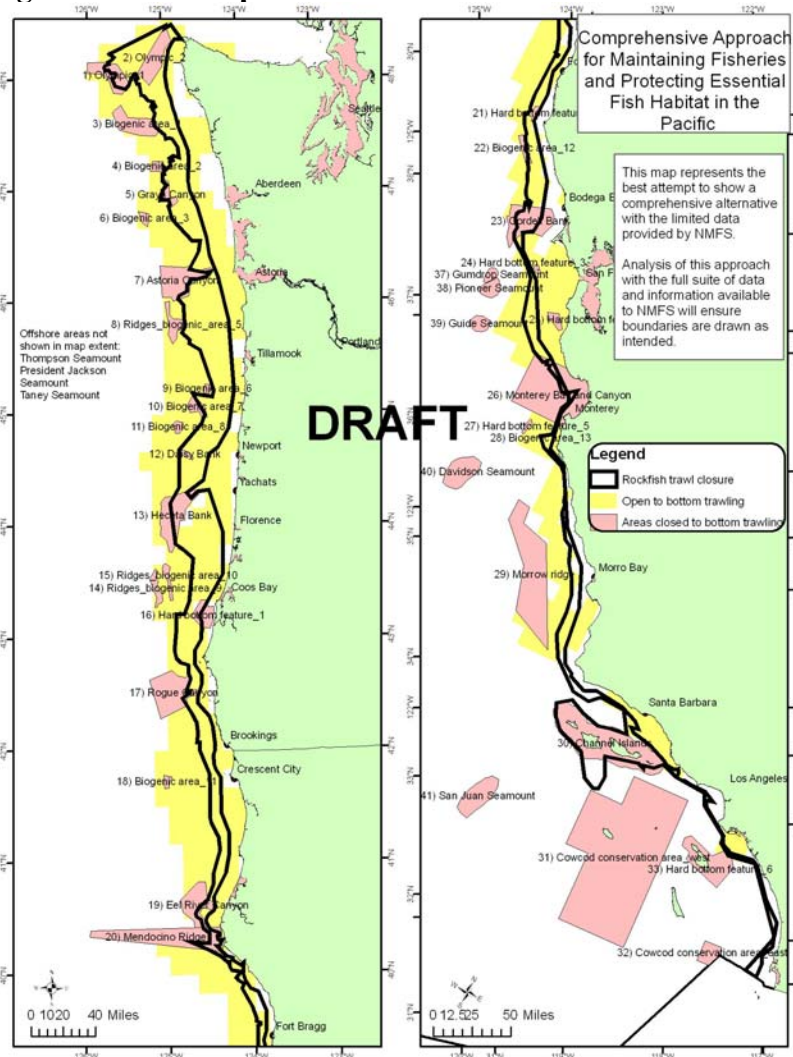 Comprehensive Approach
for Maintaining Fisheries
and Protecting Essential
Fish Habitat in the
Pacific
This map represents the
best attempt to show a
comprehensive alternative
with the limited data
provided by NMFS.
Analysis of this approach
with the full suite of data
and information available
to NMFS will ensure
boundaries are drawn as
intended.
DRAFT
Legend
Rockfish trawl closure
Open to bottom trawling
Areas closed to bottom trawling
Offshore areas not
shown in map extent:
Thompson Seamount
President Jackson
Seamount
Taney Seamount
2) Olympic_2
1) Olympic_1
Seattle
3) Biogenic area_1
4) Biogenic area_2
5) Grays Canyon
Aberdeen
6) Biogenic area_3
7) Astoria Canyon
Astoria
8) Ridges_biogenic_area_5
Portland
Tillamook
9) Biogenic area_6
10) Biogenic area_7
11) Biogenic area_8
12) Daisy Bank
Newport
Yachats
13) Heceta Bank
Florence
15) Ridges_biogenic area_10
14) Ridges_biogenic area_9
Coos Bay
16) Hard bottom feature_1
17) Rogue Canyon
Brookings
Crescent City
18) Biogenic area_11
19) Eel River Canyon
20) Mendocino Ridge
Fort Bragg
0 1020 40 Miles
21) Hard bottom feature
22) Biogenic area_12
Bodega B
23) Cordell Bank
24) Hard bottom feature_3
37) Gumdrop Seamount
San F
38) Pioneer Seamount
39) Guide Seamount
25) Hard bottom fe
26) Monterey Bay and Canyon
Monterey
27) Hard bottom feature_5
28) Biogenic area_13
40) Davidson Seamount
29) Morrow ridge
Morro Bay
Santa Barbara
30) Channel Islands
Los Angeles
41) San Juan Seamount
31) Cowcod conservation area_west
33) Hard bottom feature_6
32) Cowcod conservation area_east
0 12.525 50 Miles